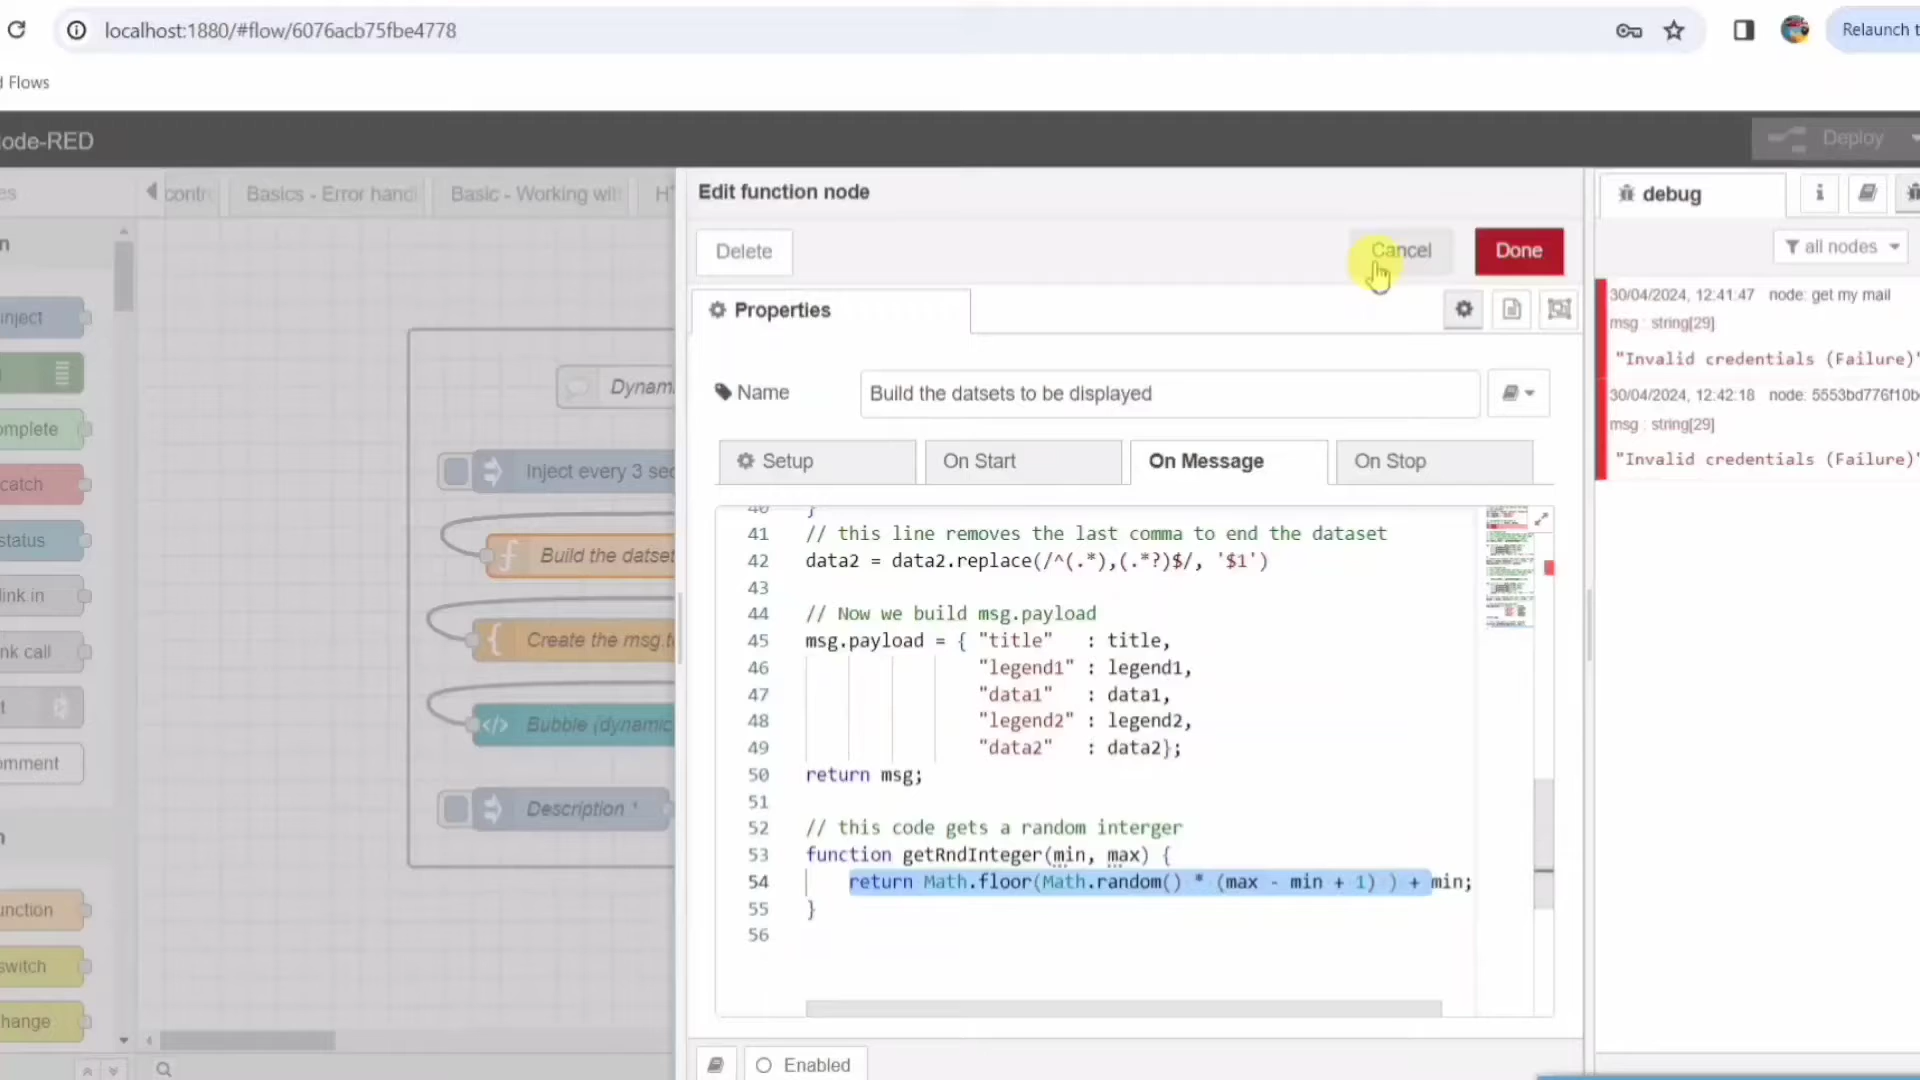 localhost:1880/#flow/6076acb75fbe4778
Relaunch t
Flows
ode-RED
Deploy
es
contr
Basics - Error handl
Basic - Working wit
H
Edit function node
debug
i
Delete
Cancel
Done
all nodes
n
Properties
inject
30/04/2024, 12:41:47 node: get my mail
msg : string[29]
"Invalid credentials (Failure)"
Dynam
Name
Build the datsets to be displayed
30/04/2024, 12:42:18 node: 5553bd776f10b
msg : string[29]
"Invalid credentials (Failure)"
omplete
Inject every 3 sec
Setup
On Start
On Message
On Stop
catch
40 }
41 // this line removes the last comma to end the dataset
42 data2 = data2.replace(/^(.*),(.*?)$/, '$1')
43
44 // Now we build msg.payload
45 msg.payload = { "title" : title,
46 "legend1" : legend1,
47 "data1" : data1,
48 "legend2" : legend2,
49 "data2" : data2};
50 return msg;
51
52 // this code gets a random interger
53 function getRndInteger(min, max) {
54 return Math.floor(Math.random() * (max - min + 1) ) + min;
55 }
56
status
Build the datset
link in
Create the msg.t
nk call
t
Bubble (dynamic
omment
Description *
n
unction
switch
hange
Enabled